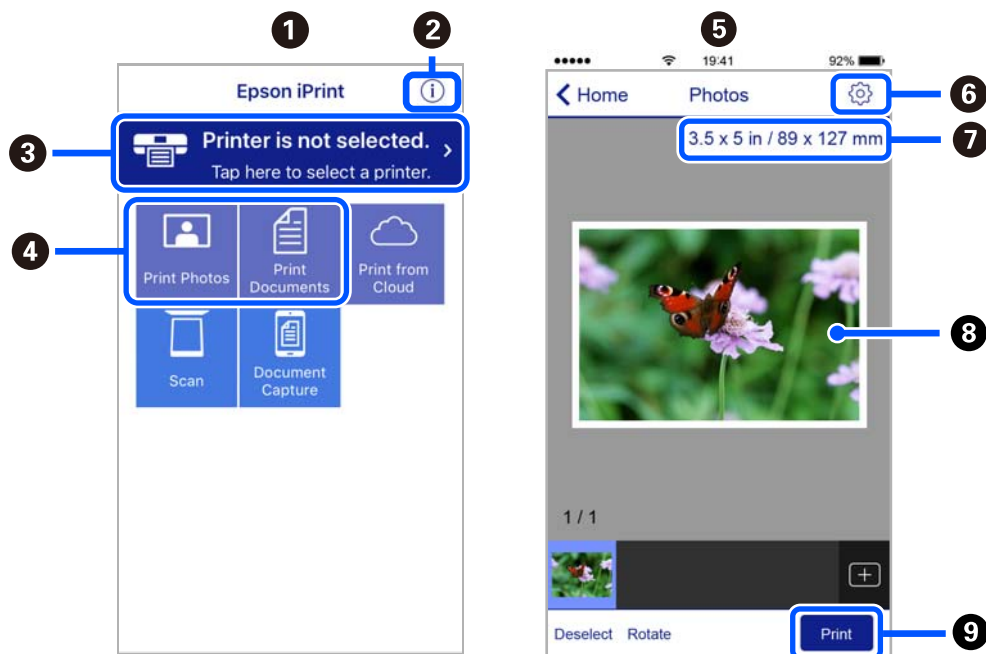 1
2
Epson iPrint
i
3
Printer is not selected.
Tap here to select a printer.
4
Print Photos
Print
Documents
Print from
Cloud
Scan
Document
Capture
5
19:41
92%
Home
Photos
6
3.5 x 5 in / 89 x 127 mm
7
8
1 / 1
Deselect Rotate
Print
9